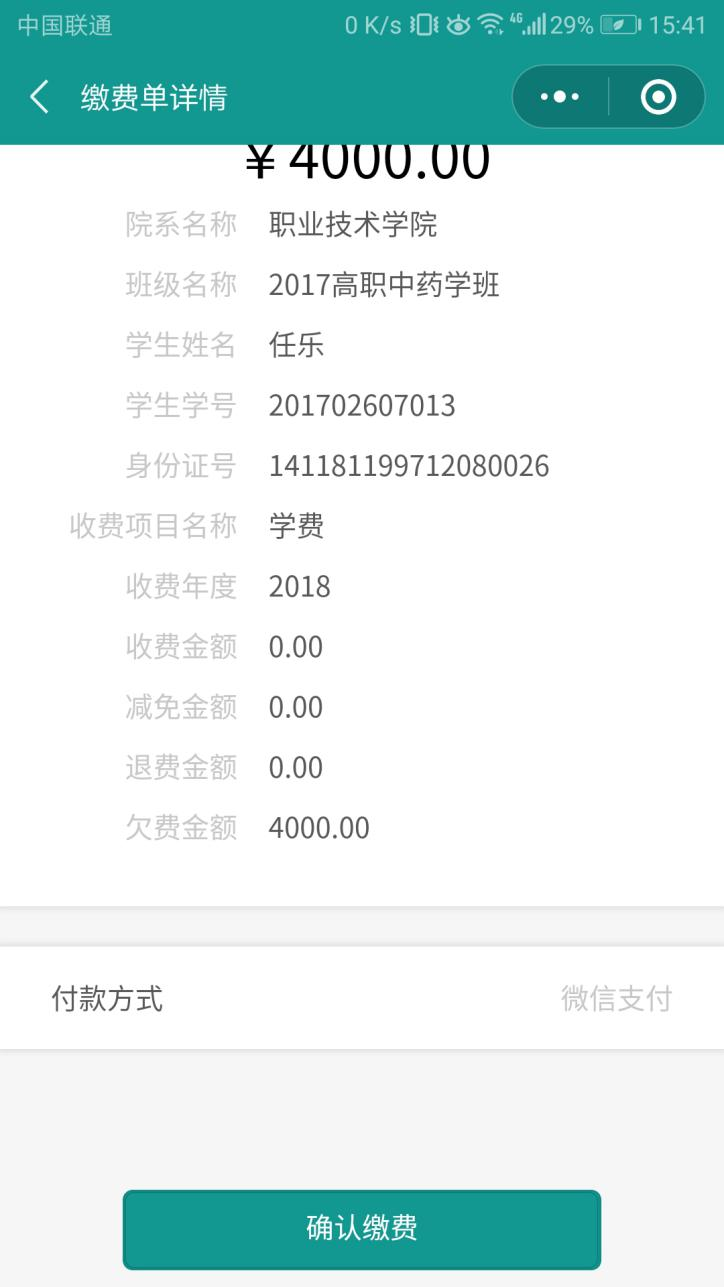 中国联通 0 K/s 4G 29% 15:41
缴费单详情
¥4000.00
院系名称 职业技术学院
班级名称 2017高职中药学班
学生姓名 任乐
学生学号 201702607013
身份证号 141181199712080026
收费项目名称 学费
收费年度 2018
收费金额 0.00
减免金额 0.00
退费金额 0.00
欠费金额 4000.00
付款方式 微信支付
确认缴费